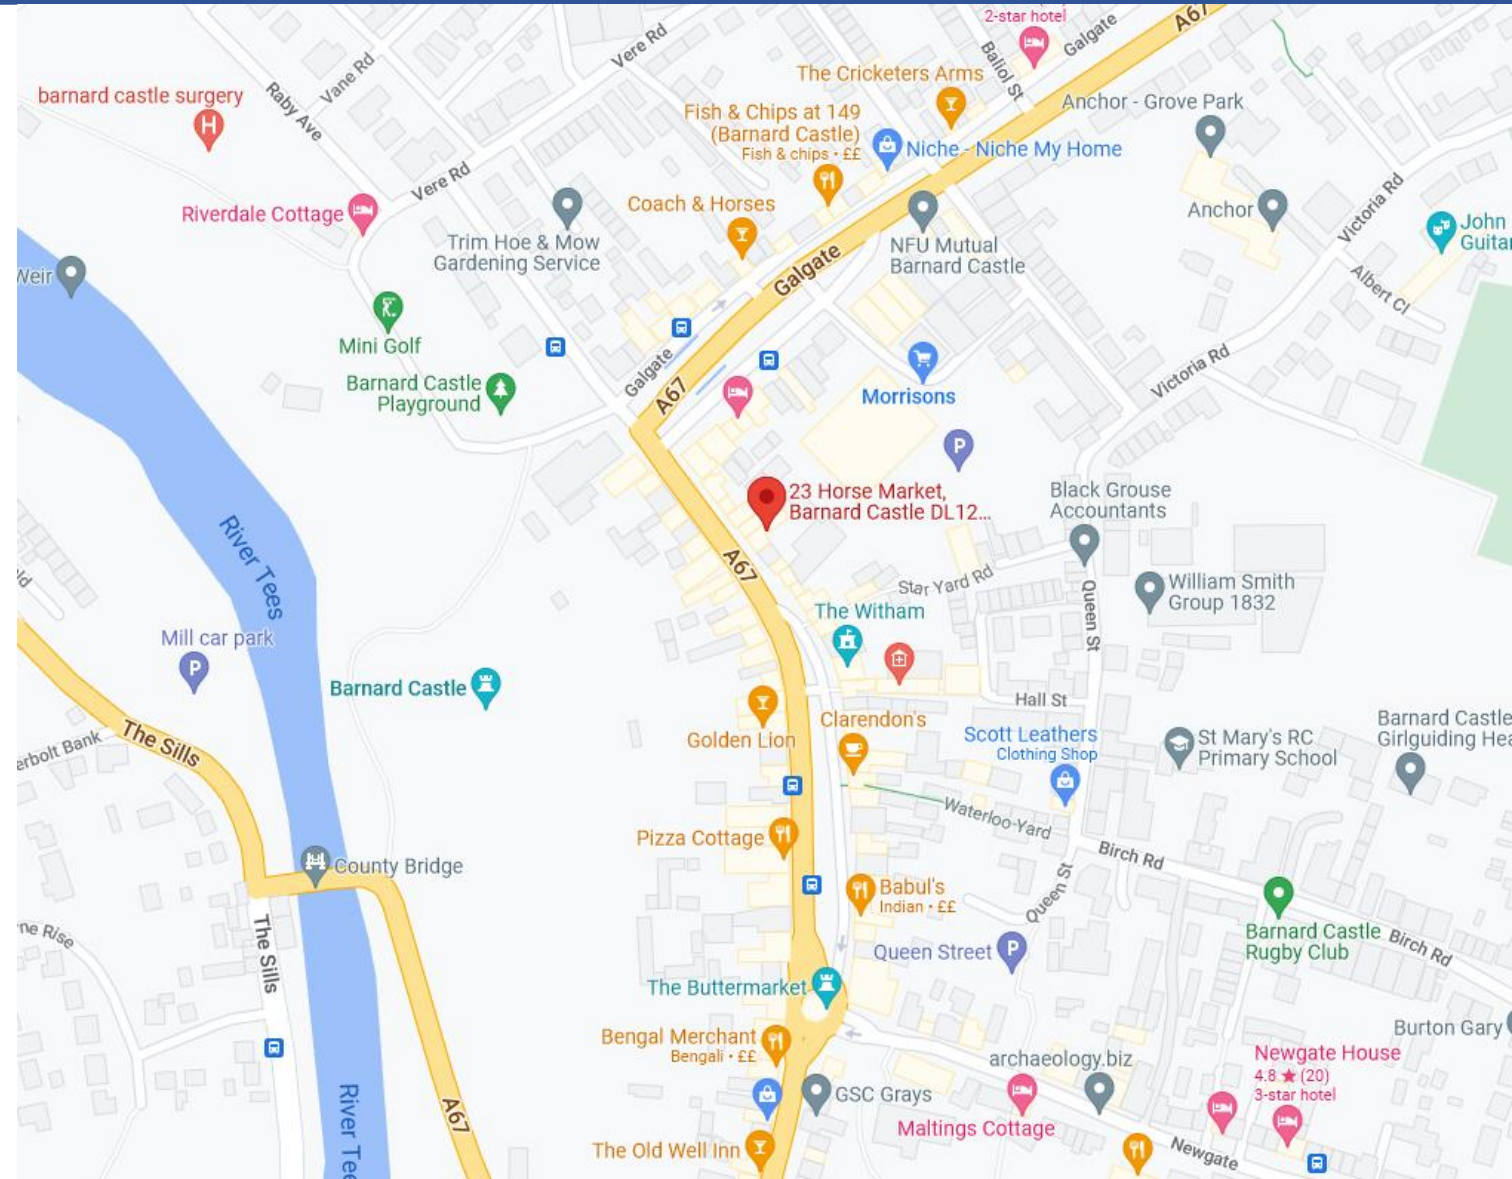 2-star hotel
Galgate
A67
Baliol St
The Cricketers Arms
Vere Rd
Vane Rd
Raby Ave
barnard castle surgery
H
Fish & Chips at 149
(Barnard Castle)
Fish & chips · ££
Niche - Niche My Home
Anchor - Grove Park
Vere Rd
Riverdale Cottage
Coach & Horses
Anchor
Victoria Rd
John
Guitar
Trim Hoe & Mow
Gardening Service
NFU Mutual
Barnard Castle
Weir
Galgate
Albert Cl
Mini Golf
Galgate
Victoria Rd
Barnard Castle
Playground
A67
Morrisons
P
23 Horse Market,
Barnard Castle DL12...
Black Grouse
Accountants
River Tees
A67
Star Yard Rd
Queen St
William Smith
Group 1832
The Witham
Mill car park
P
Barnard Castle
Hall St
Golden Lion
Clarendon's
Scott Leathers
Clothing Shop
St Mary's RC
Primary School
Barnard Castle
Girlguiding Hea
The Sills
erbolt Bank
Waterloo-Yard
Pizza Cottage
Birch Rd
County Bridge
Babul's
Indian · ££
Queen St
Barnard Castle
Rugby Club
Birch Rd
ne Rise
The Sills
Queen Street
P
The Buttermarket
Bengal Merchant
Bengali · ££
Burton Gary
archaeology.biz
Newgate House
4.8 ★ (20)
3-star hotel
GSC Grays
Maltings Cottage
River Tee
A67
The Old Well Inn
Newgate